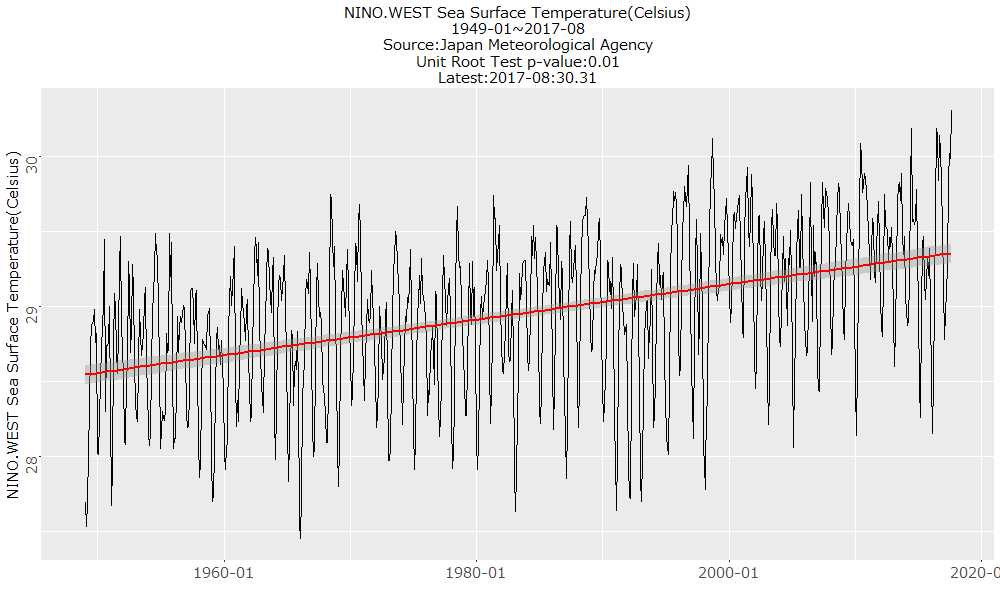 NINO.WEST Sea Surface Temperature(Celsius)
1949-01~2017-08
Source:Japan Meteorological Agency
Unit Root Test p-value:0.01
Latest:2017-08:30.31
NINO.WEST Sea Surface Temperature(Celsius)
30
29
28
1960-01
1980-01
2000-01
2020-0